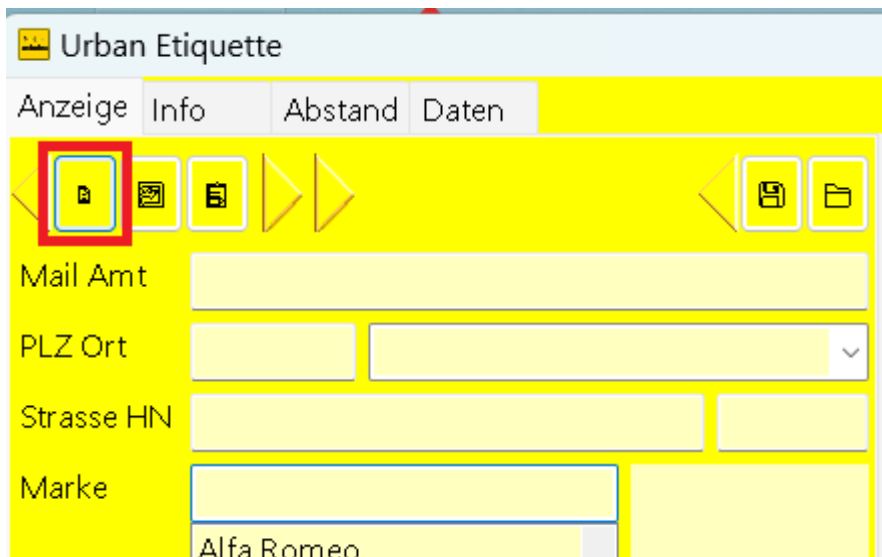 Urban Etiquette
Anzeige Info Abstand Daten
Mail Amt
PLZ Ort
Strasse HN
Marke
Alfa Romeo